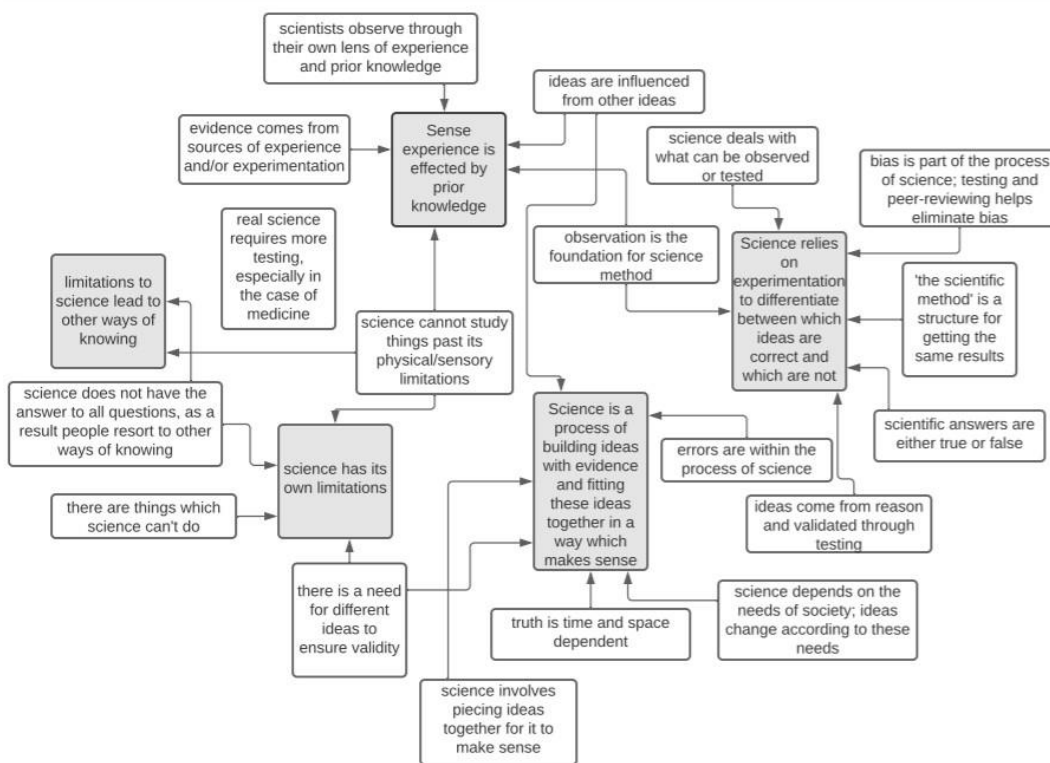 scientists observe through
their own lens of experience
and prior knowledge
ideas are influenced
from other ideas
evidence comes from
sources of experience
and/or experimentation
Sense
experience is
effected by
prior
knowledge
science deals with
what can be observed
or tested
bias is part of the process
of science; testing and
peer-reviewing helps
eliminate bias
real science
requires more
testing,
especially in
the case of
medicine
observation is the
foundation for science
method
Science relies
on
experimentation
to differentiate
between which
ideas are
correct and
which are not
limitations to
science lead to
other ways of
knowing
'the scientific
method' is a
structure for
getting the
same results
science cannot study
things past its
physical/sensory
limitations
science does not have the
answer to all questions, as a
result people resort to other
ways of knowing
science has its
own limitations
Science is a
process of
building ideas
with evidence
and fitting
these ideas
together in a
way which
makes sense
errors are within the
process of science
scientific answers are
either true or false
there are things which
science can't do
ideas come from reason
and validated through
testing
there is a need
for different
ideas to
ensure validity
truth is time and space
dependent
science depends on the
needs of society; ideas
change according to these
needs
science involves
piecing ideas
together for it to
make sense